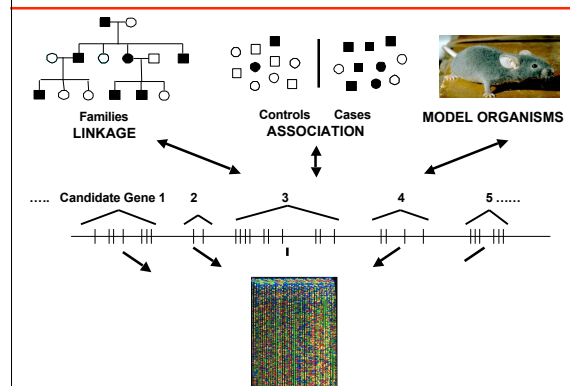 Families
LINKAGE
Controls Cases
ASSOCIATION
MODEL ORGANISMS
..... Candidate Gene 1 2 3 4 5 ......